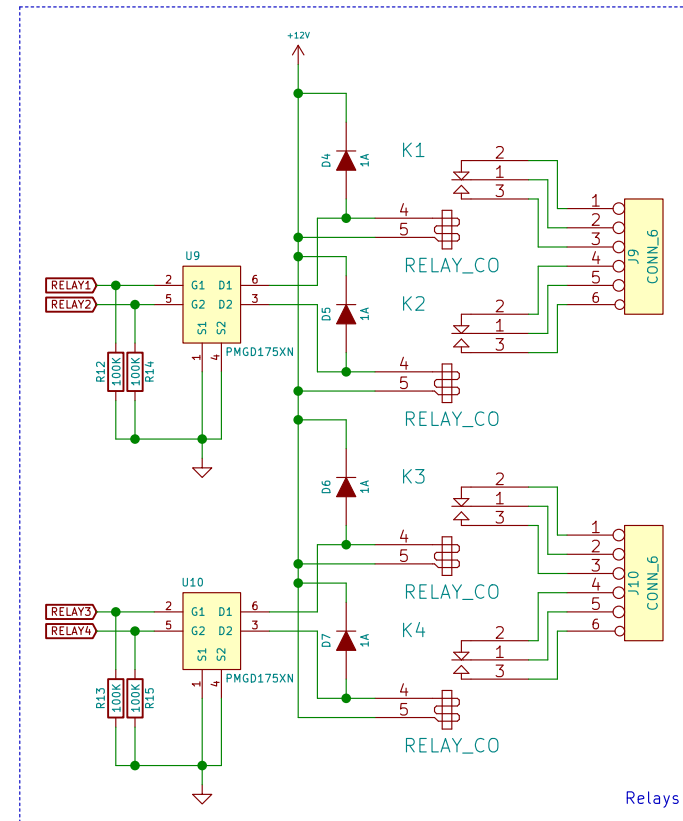 +12V
D4
1A
K1
2
1
3
4
5
RELAY_CO
1
2
3
4
5
6
J9
CONN_6
U9
RELAY1
RELAY2
2
5
G1 D1
G2 D2
S1 S2
6
3
1
4
PMGD175XN
R12
100K
100K
R14
D5
1A
K2
2
1
3
4
5
RELAY_CO
D6
1A
K3
2
1
3
4
5
RELAY_CO
1
2
3
4
5
6
J10
CONN_6
U10
RELAY3
RELAY4
2
5
G1 D1
G2 D2
S1 S2
6
3
1
4
PMGD175XN
R13
100K
100K
R15
D7
1A
K4
2
1
3
4
5
RELAY_CO
Relays